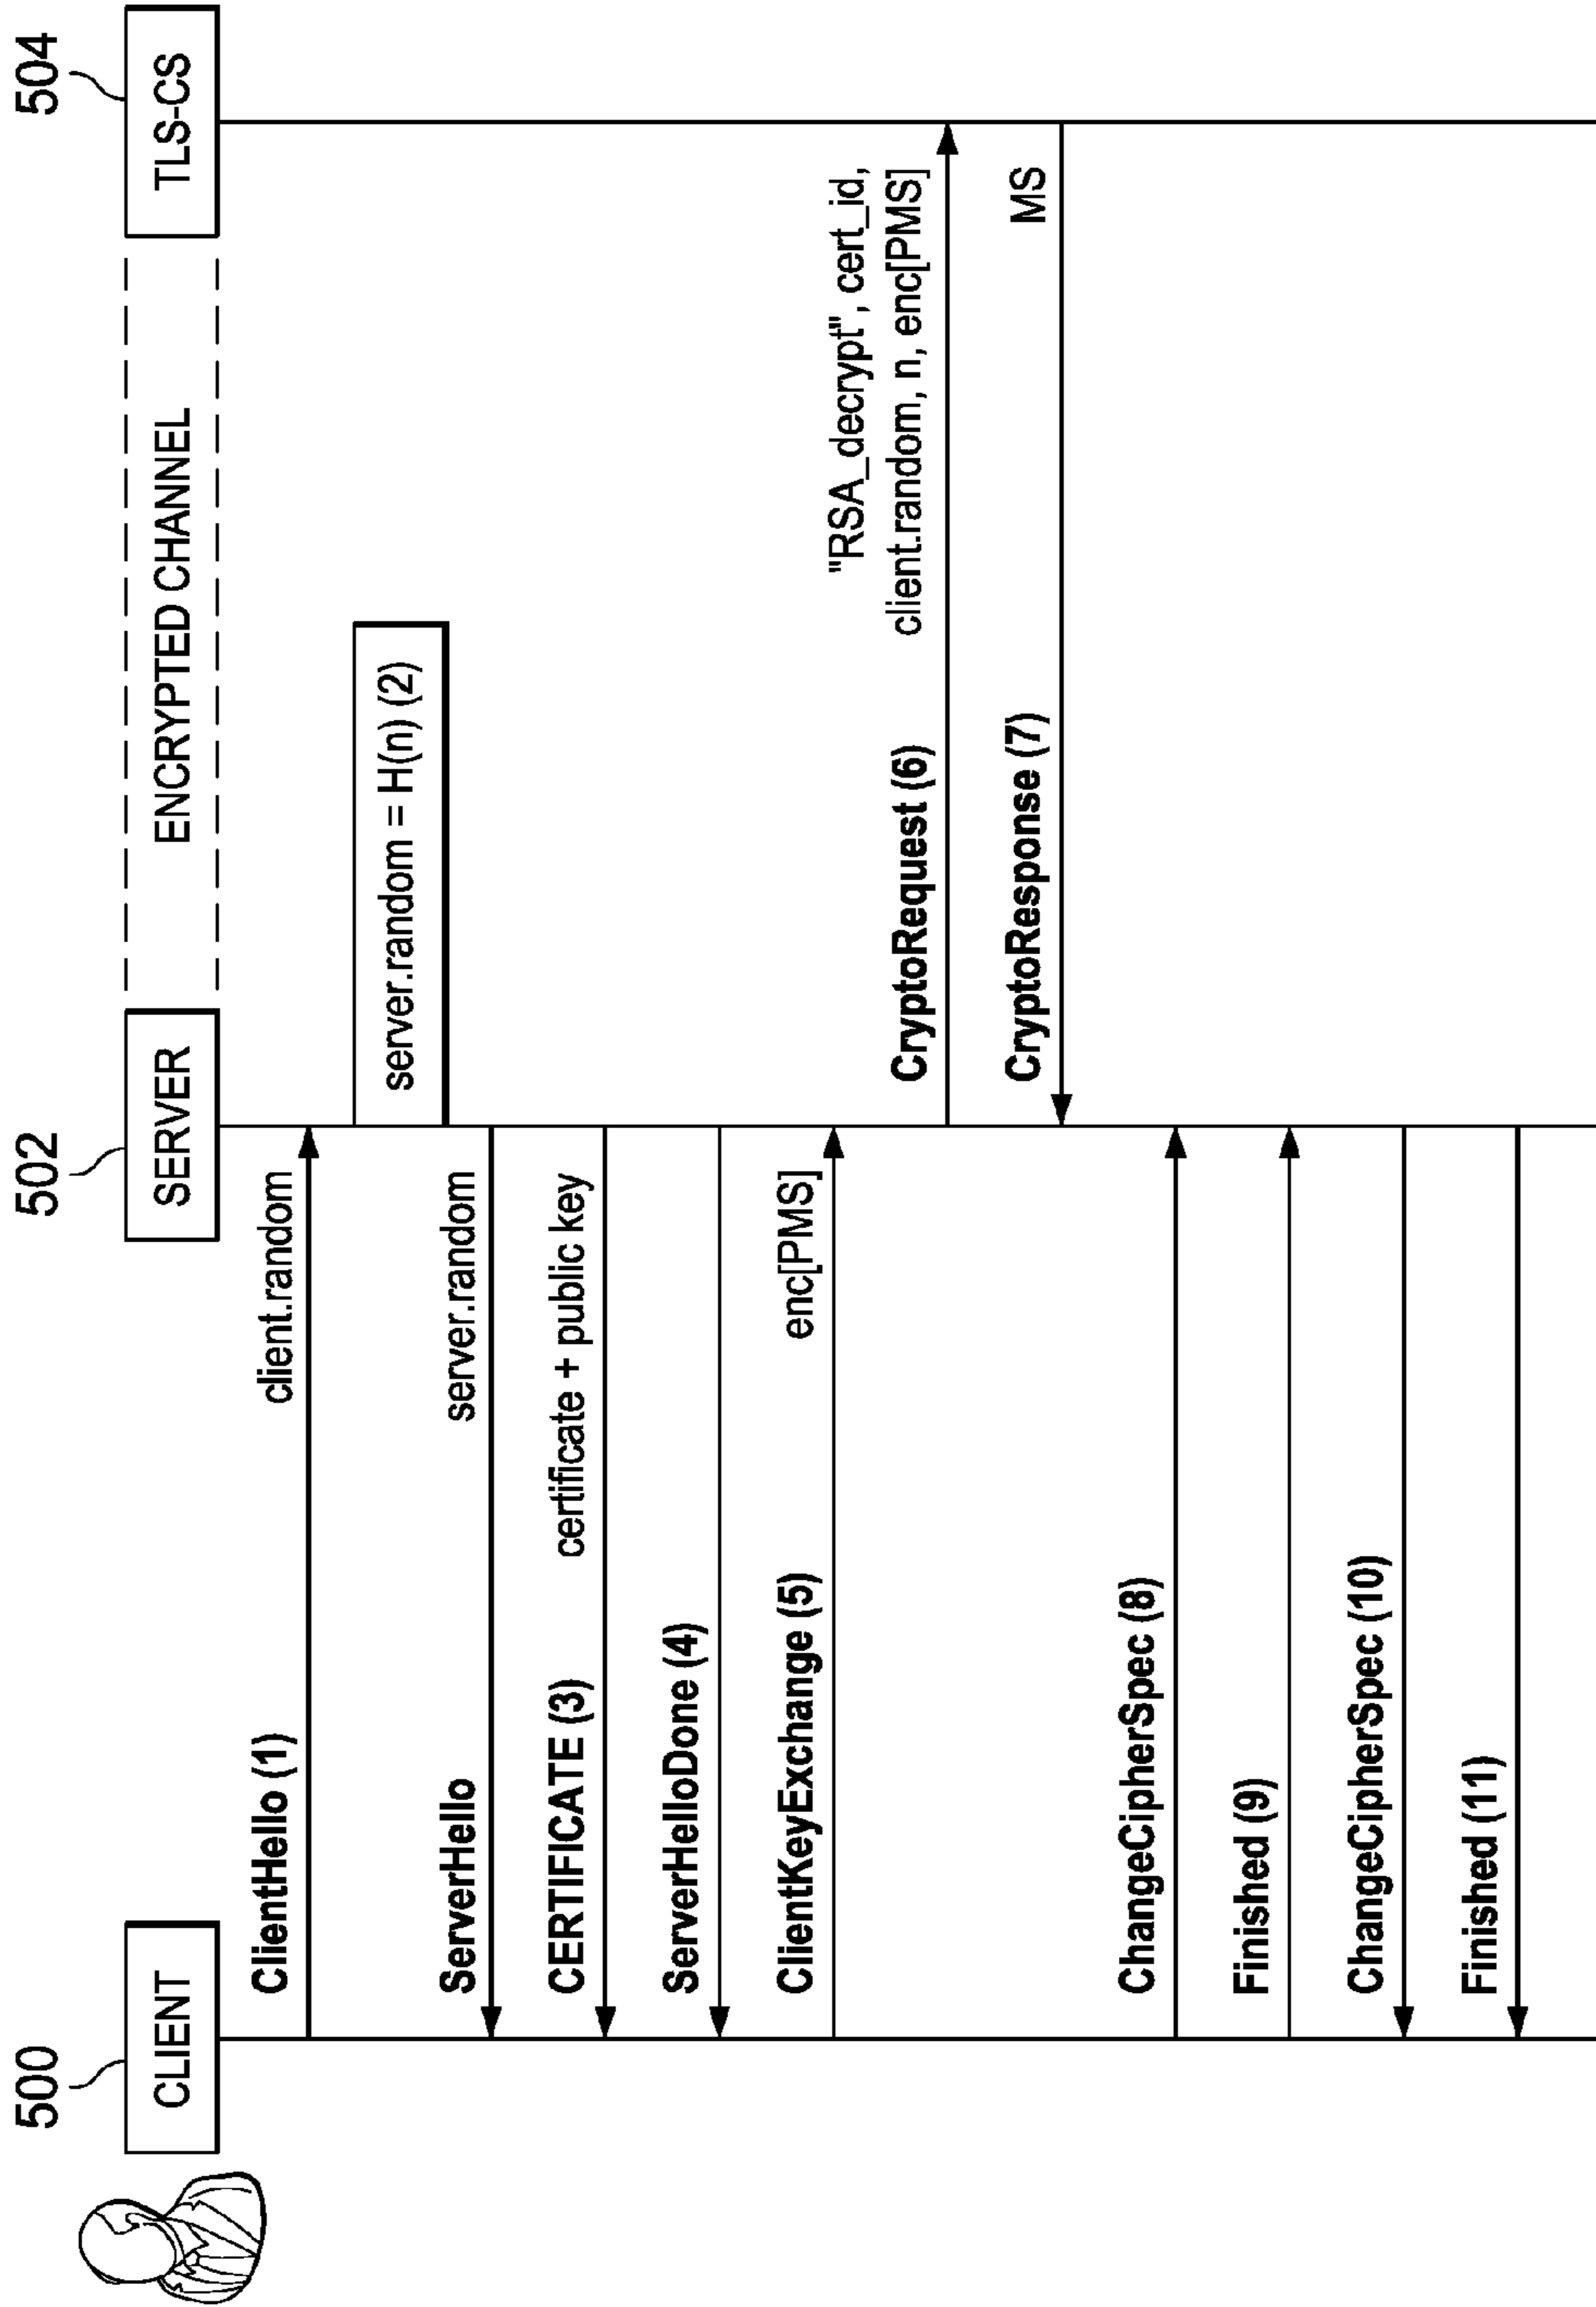 500
502
504
CLIENT
SERVER
ENCRYPTED CHANNEL
TLS-CS
ClientHello (1)
client.random
server.random = H(n) (2)
ServerHello
server.random
CERTIFICATE (3)
certificate + public key
ServerHelloDone (4)
ClientKeyExchange (5)
enc[PMS]
CryptoRequest (6)
"RSA_decrypt", cert_id,
client.random, n, enc[PMS]
CryptoResponse (7)
MS
ChangeCipherSpec (8)
Finished (9)
ChangeCipherSpec (10)
Finished (11)